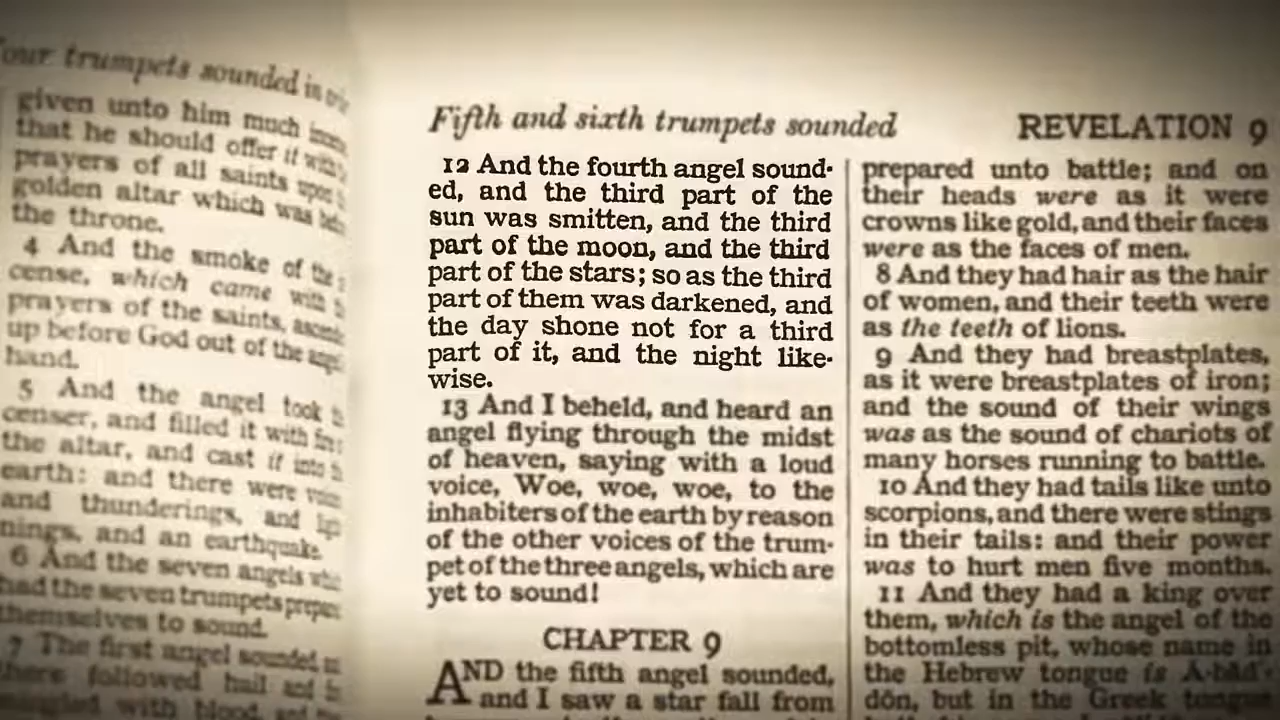 Four trumpets sounded in
given unto him much
that he should offer it with
prayers of all saints upon
golden altar which was
the throne.
4 And the smoke of the
cense, which came with
prayers of the saints,
up before God out of the
hand.
5 And the angel took
censer, and filled it with
the altar, and cast it into
earth: and there were
and thunderings, and
nings, and an earthquake.
6 And the seven angels
had the seven trumpets
themselves to sound.
7 The first angel sounded
there followed hail and
mingled with blood, and
Fifth and sixth trumpets sounded
REVELATION 9
12 And the fourth angel sound-
ed, and the third part of the
sun was smitten, and the third
part of the moon, and the third
part of the stars; so as the third
part of them was darkened, and
the day shone not for a third
part of it, and the night like-
wise.
13 And I beheld, and heard an
angel flying through the midst
of heaven, saying with a loud
voice, Woe, woe, woe, to the
inhabiters of the earth by reason
of the other voices of the trum-
pet of the three angels, which are
yet to sound!
CHAPTER 9
AND the fifth angel sounded,
and I saw a star fall from
prepared unto battle; and on
their heads were as it were
crowns like gold, and their faces
were as the faces of men.
8 And they had hair as the hair
of women, and their teeth were
as the teeth of lions.
9 And they had breastplates,
as it were breastplates of iron;
and the sound of their wings
was as the sound of chariots of
many horses running to battle.
10 And they had tails like unto
scorpions, and there were stings
in their tails: and their power
was to hurt men five months.
11 And they had a king over
them, which is the angel of the
bottomless pit, whose name in
the Hebrew tongue is A-băd-
dŏn, but in the Greek tongue